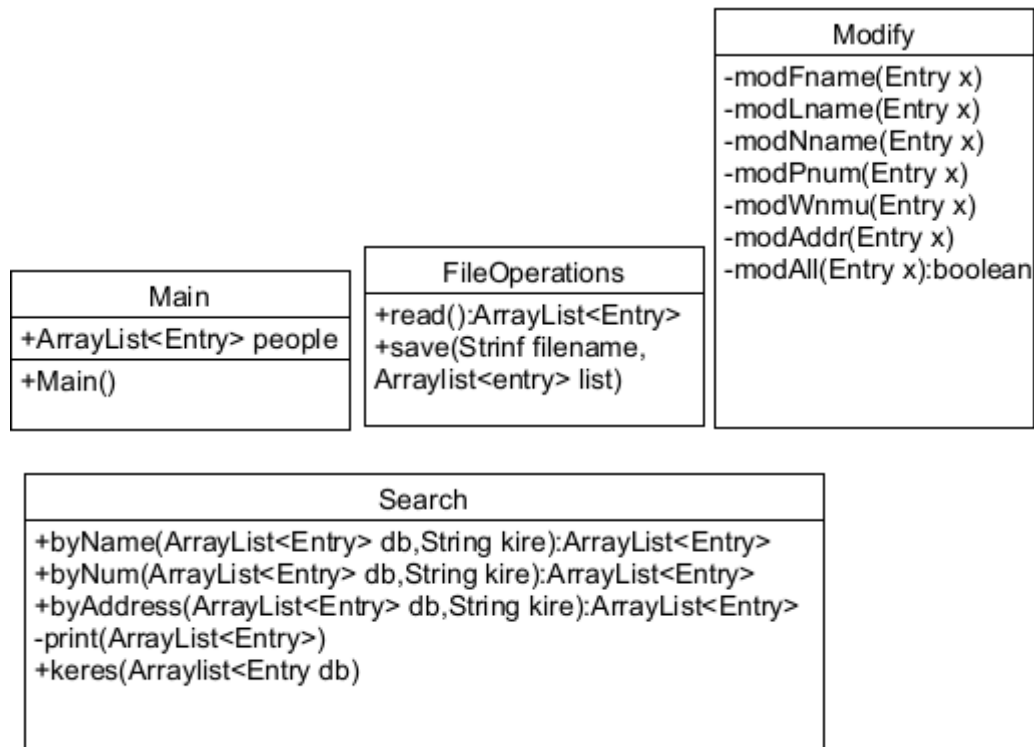 Modify
-modFname(Entry x)
-modLname(Entry x)
-modNname(Entry x)
-modPnum(Entry x)
-modWnmu(Entry x)
-modAddr(Entry x)
-modAll(Entry x):boolean
Main
+ArrayList<Entry> people
+Main()
FileOperations
+read():ArrayList<Entry>
+save(Strinf filename,
Arraylist<entry> list)
Search
+byName(ArrayList<Entry> db,String kire):ArrayList<Entry>
+byNum(ArrayList<Entry> db,String kire):ArrayList<Entry>
+byAddress(ArrayList<Entry> db,String kire):ArrayList<Entry>
-print(ArrayList<Entry>)
+keres(Arraylist<Entry db)